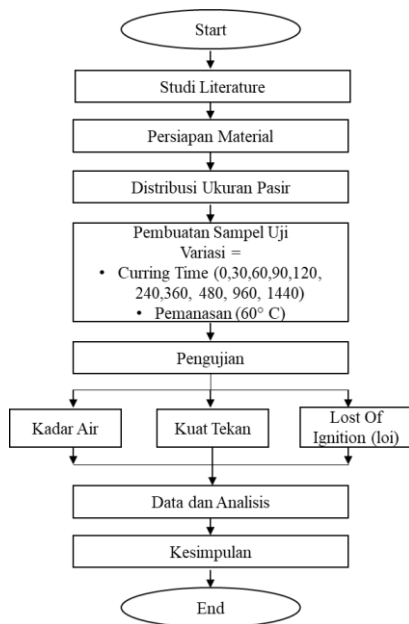 Start
Studi Literature
Persiapan Material
Distribusi Ukuran Pasir
Pembuatan Sampel Uji
Variasi =
• Curring Time (0,30,60,90,120,
240,360, 480, 960, 1440)
• Pemanasan (60° C)
Pengujian
Kadar Air
Kuat Tekan
Lost Of
Ignition (loi)
Data dan Analisis
Kesimpulan
End